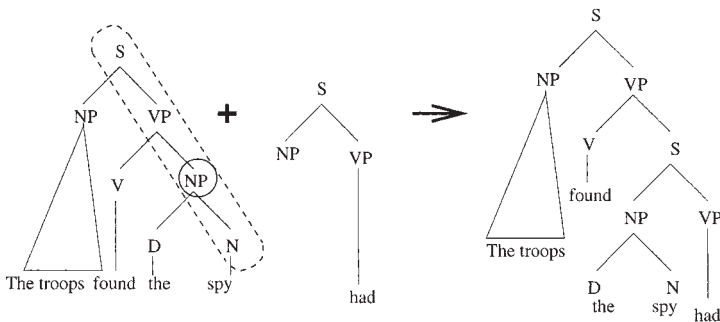 S
NP VP
V NP
D N
The troops found the spy
+
S
NP VP
had
S
NP VP
V S
found
NP VP
The troops
D N
the spy had